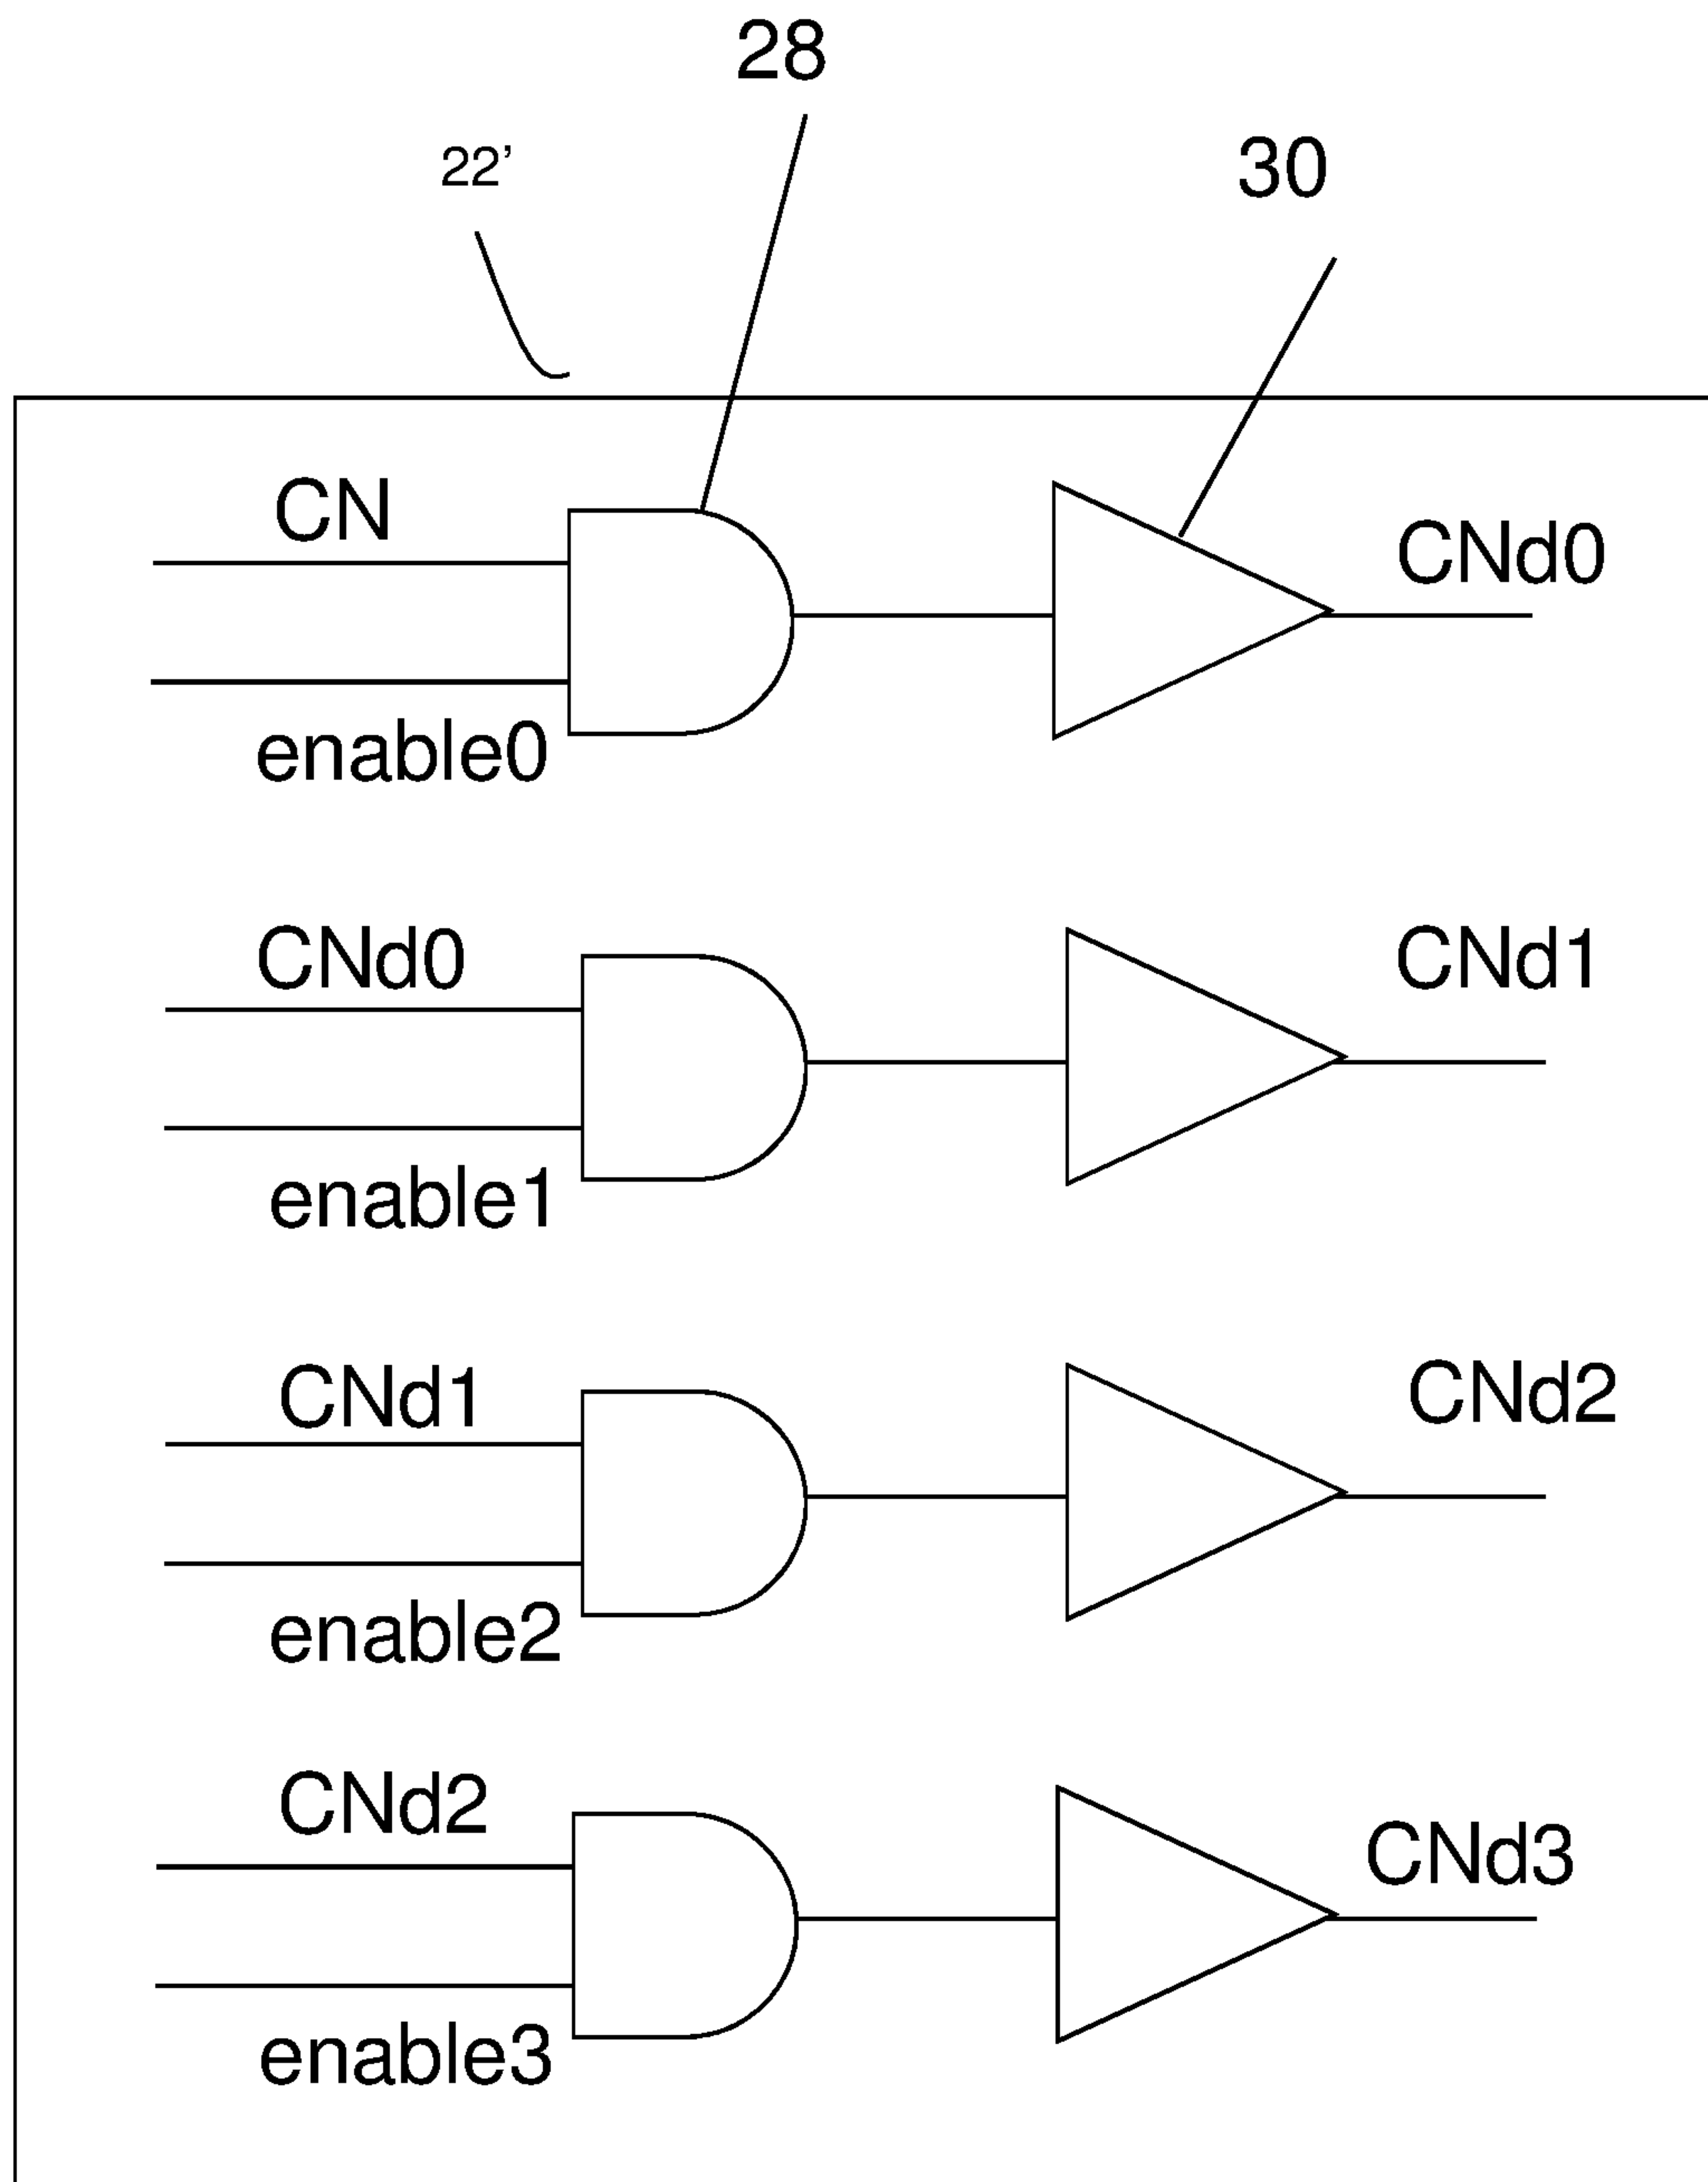 28
22’
30
CN
CNd0
enable0
CNd0
CNd1
enable1
CNd1
CNd2
enable2
CNd2
CNd3
enable3